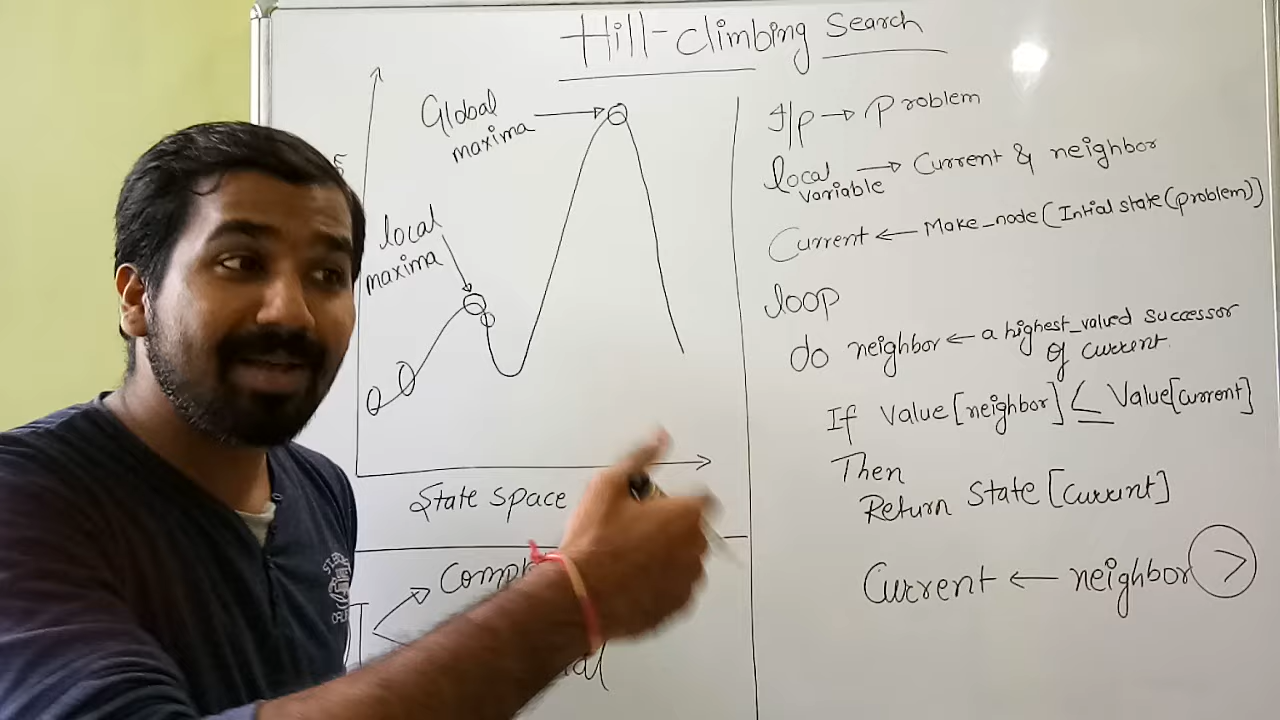 Hill-climbing Search
Global
maxima
local
maxima
State space
I/p → Problem
local variable → Current & neighbor
Current ← Make_node(Intial state(problem))
loop
do neighbor ← a highest_valued successor
of current.
If Value[neighbor] ≤ Value[current]
Then
Return State[current]
Current ← neighbor >